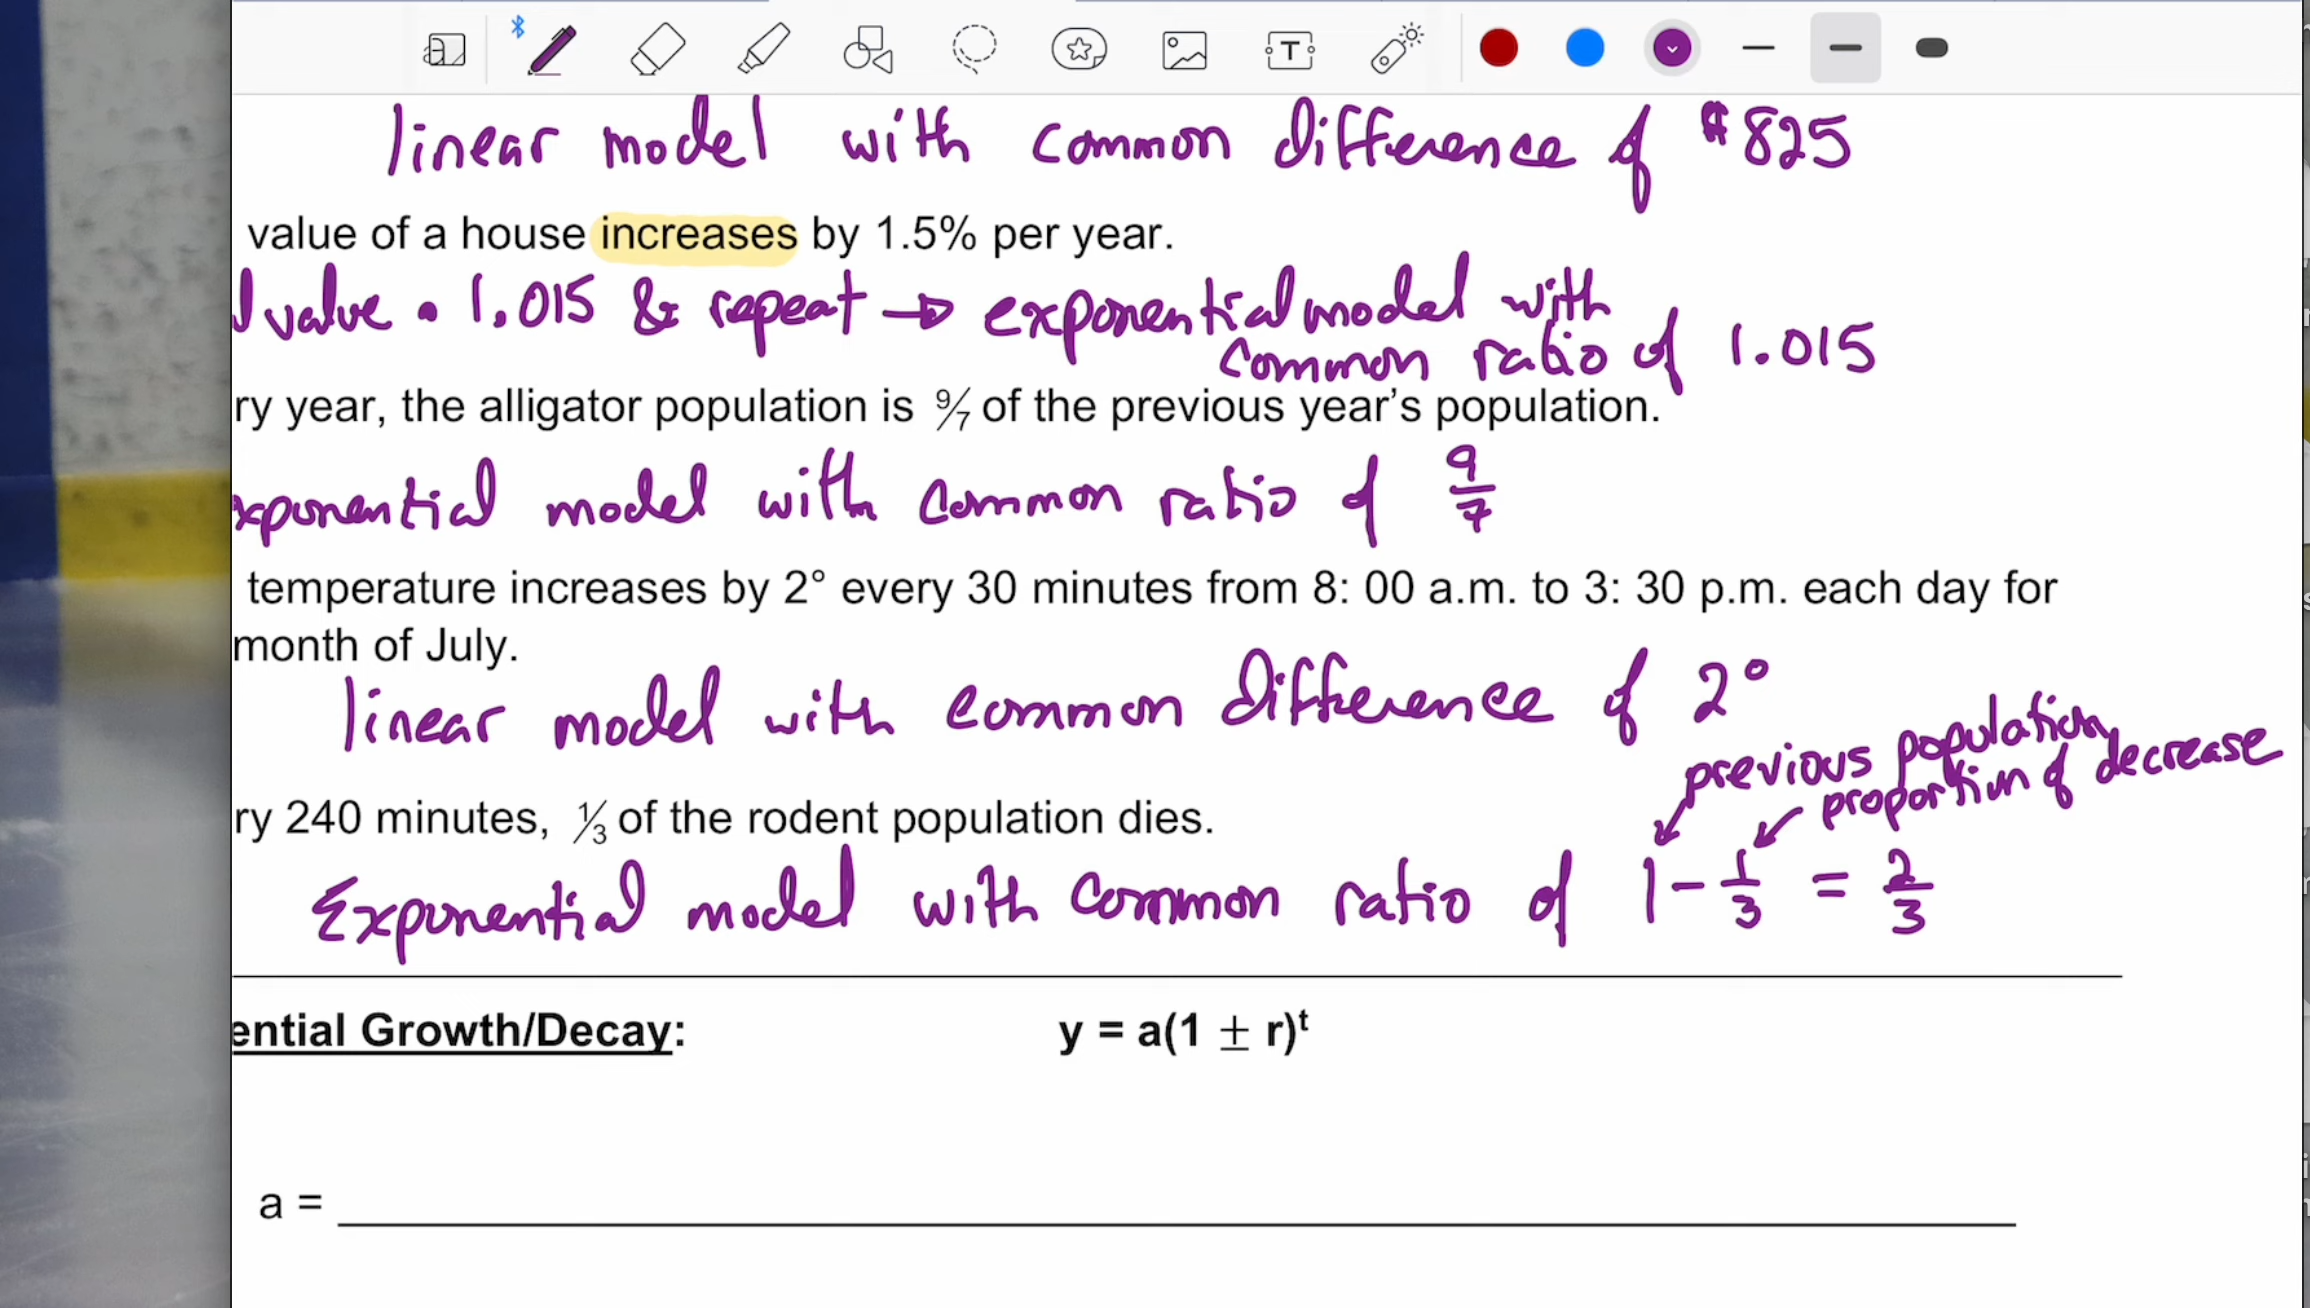 linear model with common difference of $825
value of a house increases by 1.5% per year.
value • 1.015 & repeat → exponential model with
common ratio of 1.015
ry year, the alligator population is 9/7 of the previous year's population.
xponential model with common ratio of 9/7
temperature increases by 2° every 30 minutes from 8: 00 a.m. to 3: 30 p.m. each day for
month of July.
linear model with common difference of 2°
previous population
proportion of decrease
ry 240 minutes, 1/3 of the rodent population dies.
Exponential model with common ratio of 1 - 1/3 = 2/3
ential Growth/Decay: y = a(1 ± r)^t
a =